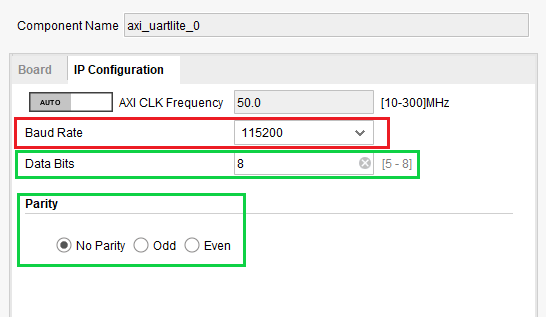 Component Name axi_uartlite_0
Board IP Configuration
AUTO AXI CLK Frequency 50.0 [10-300]MHz
Baud Rate 115200
Data Bits 8 [5 - 8]
Parity
No Parity Odd Even